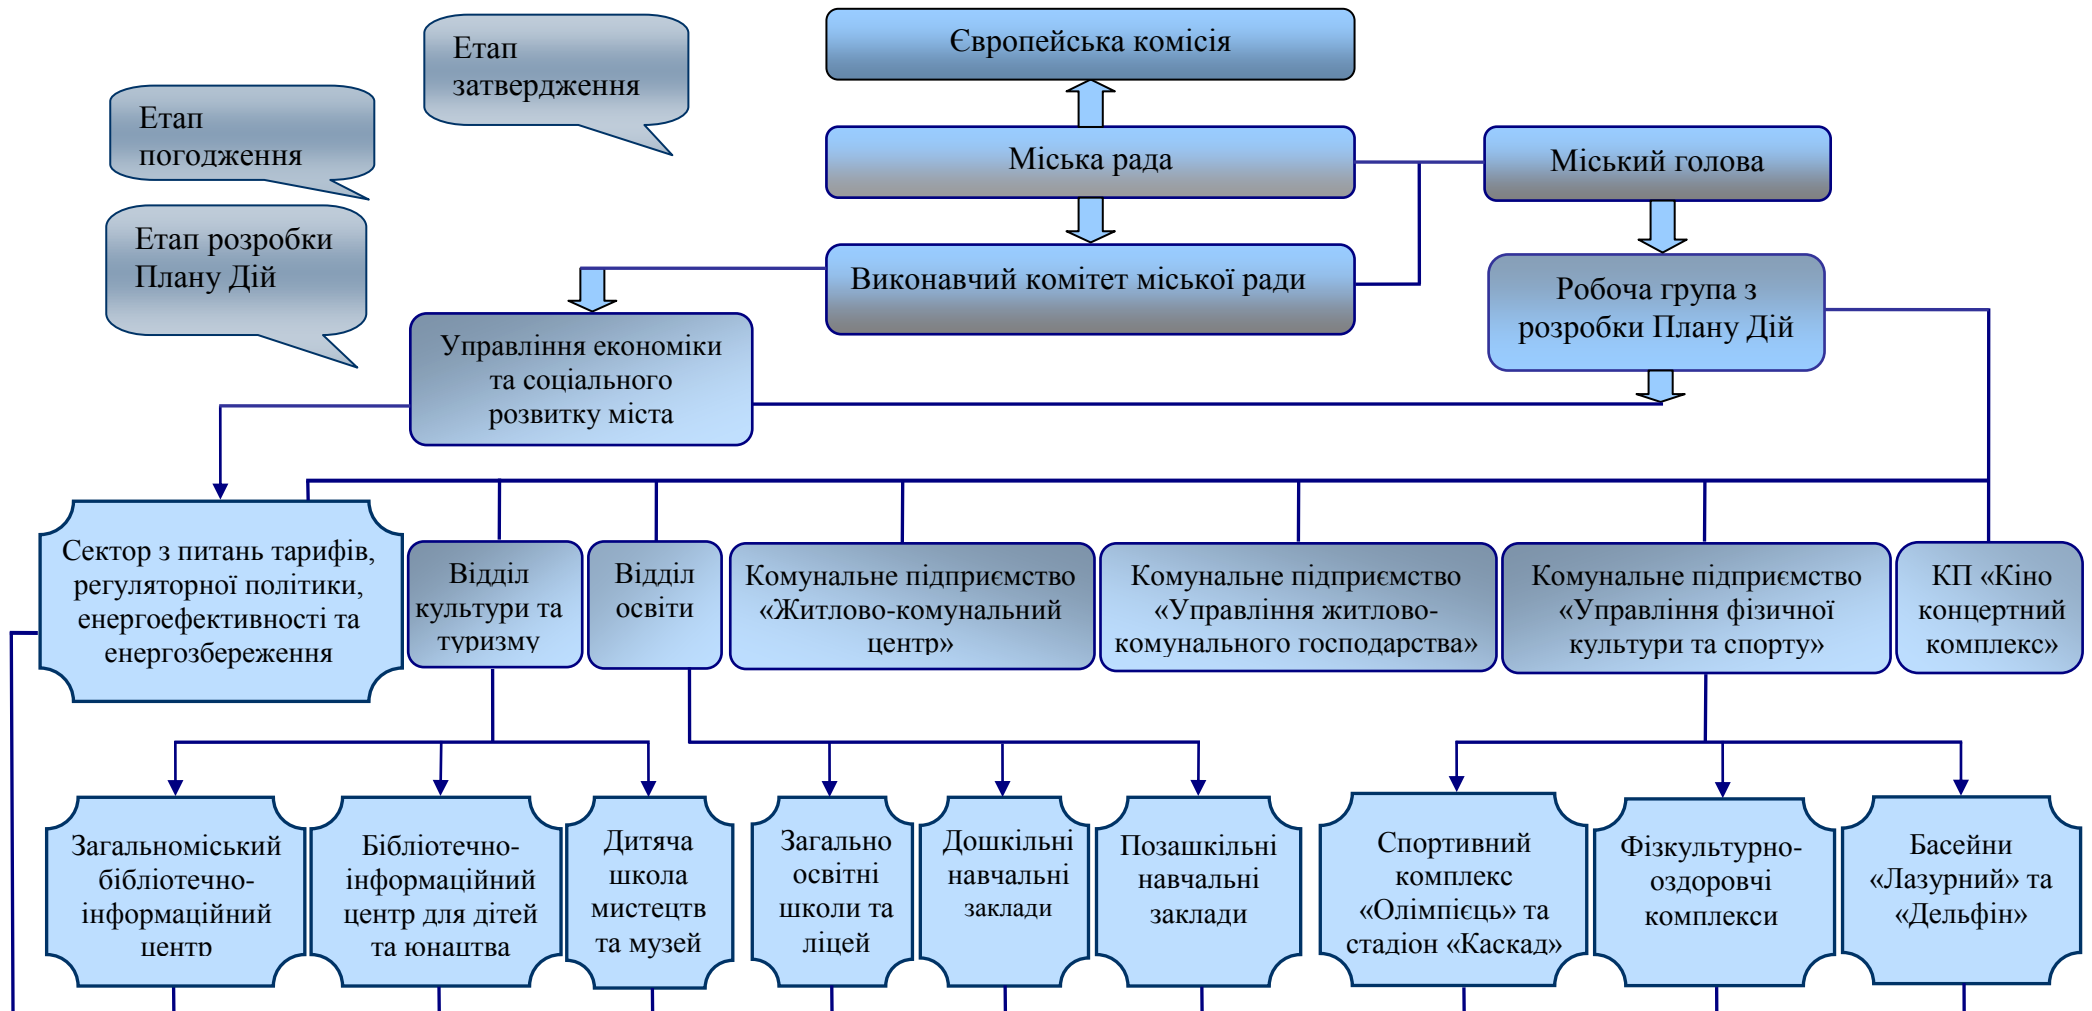 Етап
затвердження
Європейська комісія
Етап
погодження
Міська рада
Міський голова
Етап розробки
Плану Дій
Виконавчий комітет міської ради
Робоча група з
розробки Плану Дій
Управління економіки
та соціального
розвитку міста
Сектор з питань тарифів,
регуляторної політики,
енергоефективності та
енергозбереження
Відділ
культури та
туризму
Відділ
освіти
Комунальне підприємство
«Житлово-комунальний
центр»
Комунальне підприємство
«Управління житлово-
комунального господарства»
Комунальне підприємство
«Управління фізичної
культури та спорту»
КП «Кіно
концертний
комплекс»
Загальноміський
бібліотечно-
інформаційний
центр
Бібліотечно-
інформаційний
центр для дітей
та юнаштва
Дитяча
школа
мистецтв
та музей
Загально
освітні
школи та
ліцей
Дошкільні
навчальні
заклади
Позашкільні
навчальні
заклади
Спортивний
комплекс
«Олімпієць» та
стадіон «Каскад»
Фізкультурно-
оздоровчі
комплекси
Басейни
«Лазурний» та
«Дельфін»